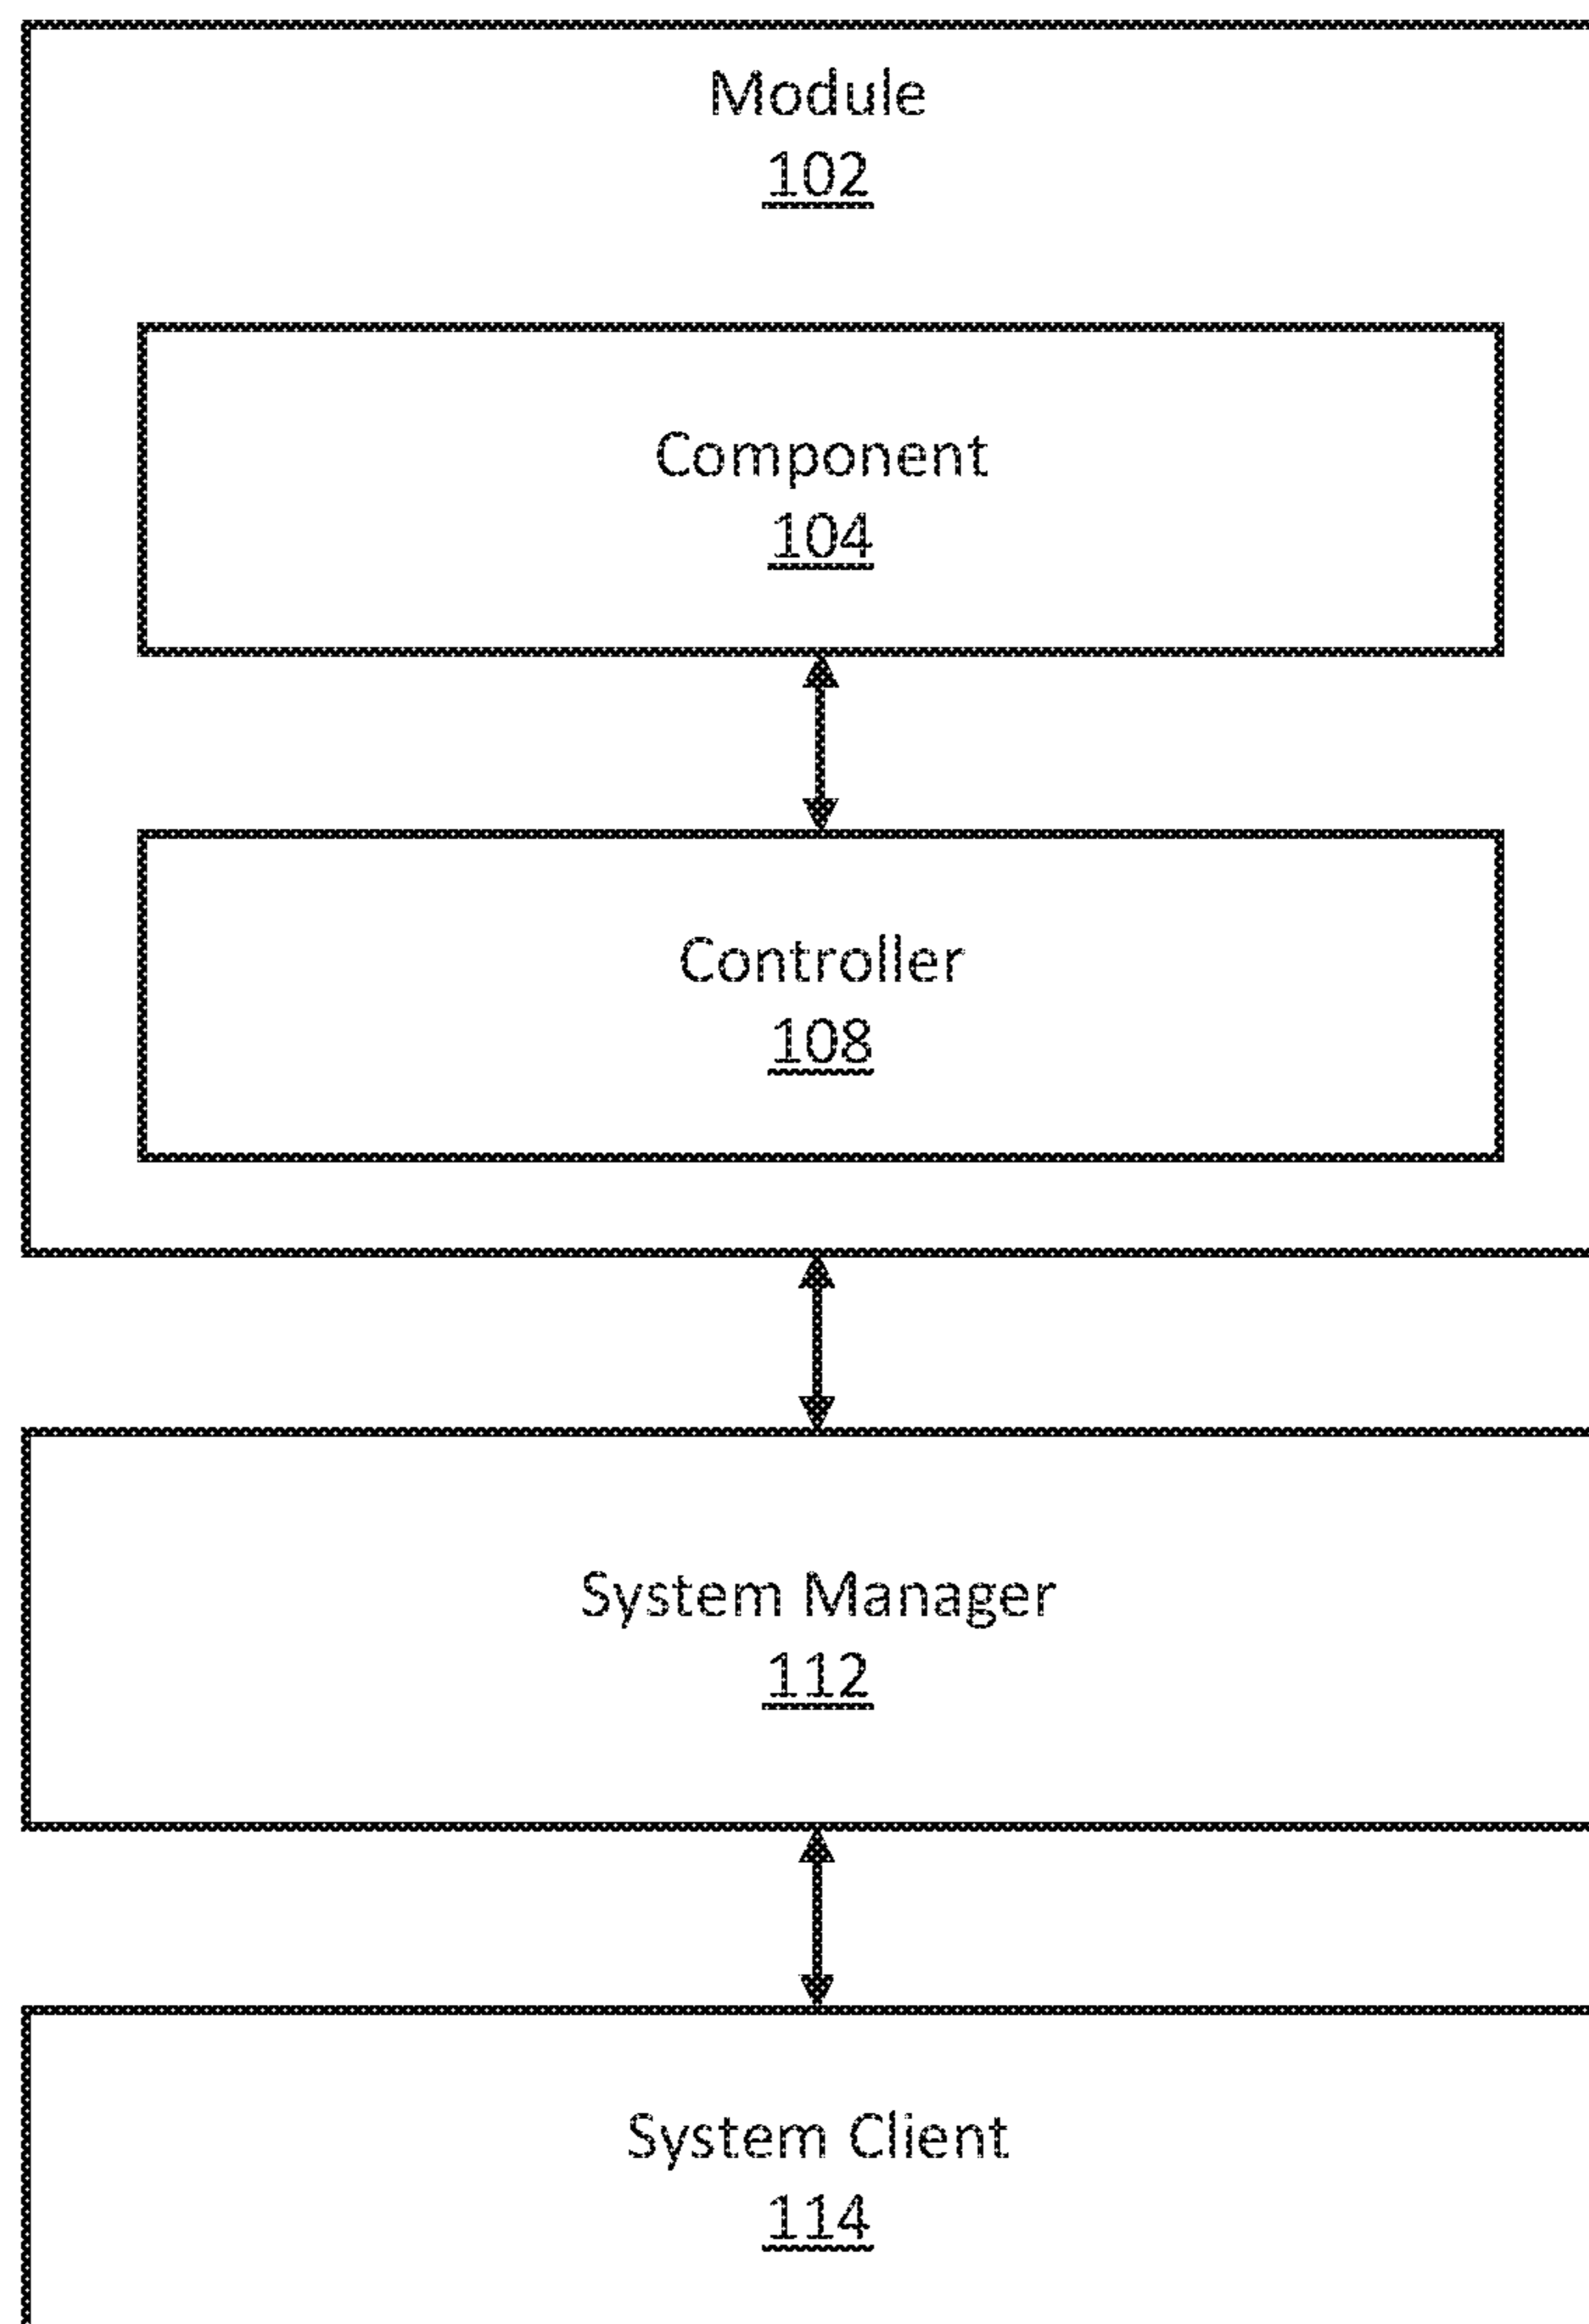 Module
102
Component
104
Controller
108
System Manager
112
System Client
114